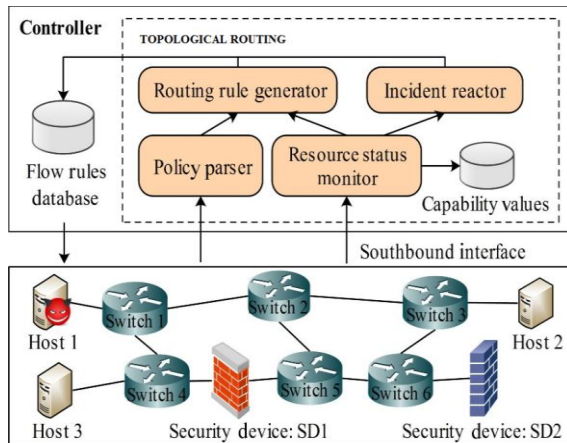 Controller
TOPOLOGICAL ROUTING
Routing rule generator
Incident reactor
Flow rules
database
Policy parser
Resource status
monitor
Capability values
Southbound interface
Switch 1
Switch 2
Switch 3
Host 1
Host 2
Switch 4
Switch 5
Switch 6
Host 3
Security device: SD1
Security device: SD2